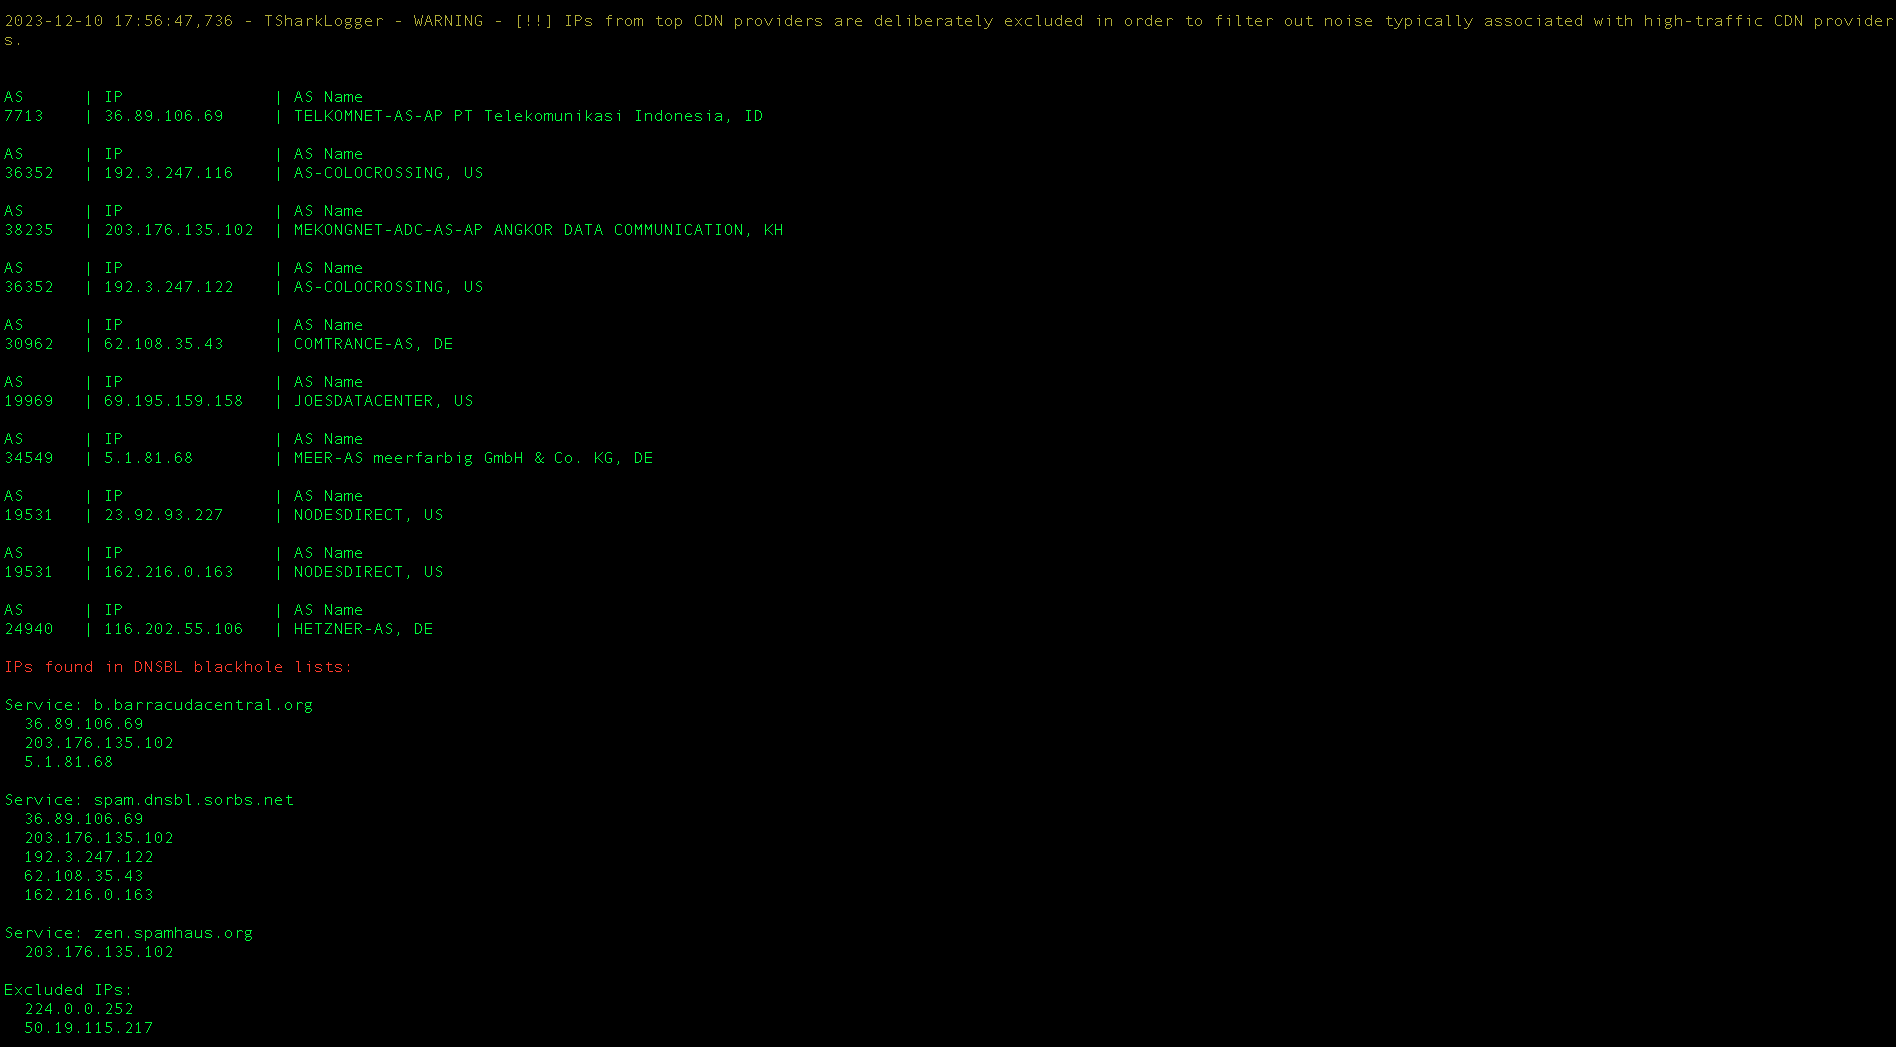 2023-12-10 17:56:47,736 - TSharkLogger - WARNING - [!!] IPs from top CDN providers are deliberately excluded in order to filter out noise typically associated with high-traffic CDN provider
s.
AS      | IP               | AS Name
7713    | 36.89.106.69     | TELKOMNET-AS-AP PT Telekomunikasi Indonesia, ID
AS      | IP               | AS Name
36352   | 192.3.247.116    | AS-COLOCROSSING, US
AS      | IP               | AS Name
38235   | 203.176.135.102  | MEKONGNET-ADC-AS-AP ANGKOR DATA COMMUNICATION, KH
AS      | IP               | AS Name
36352   | 192.3.247.122    | AS-COLOCROSSING, US
AS      | IP               | AS Name
30962   | 62.108.35.43     | COMTRANCE-AS, DE
AS      | IP               | AS Name
19969   | 69.195.159.158   | JOESDATACENTER, US
AS      | IP               | AS Name
34549   | 5.1.81.68        | MEER-AS meerfarbig GmbH & Co. KG, DE
AS      | IP               | AS Name
19531   | 23.92.93.227     | NODESDIRECT, US
AS      | IP               | AS Name
19531   | 162.216.0.163    | NODESDIRECT, US
AS      | IP               | AS Name
24940   | 116.202.55.106   | HETZNER-AS, DE
IPs found in DNSBL blackhole lists:
Service: b.barracudacentral.org
36.89.106.69
203.176.135.102
5.1.81.68
Service: spam.dnsbl.sorbs.net
36.89.106.69
203.176.135.102
192.3.247.122
62.108.35.43
162.216.0.163
Service: zen.spamhaus.org
203.176.135.102
Excluded IPs:
224.0.0.252
50.19.115.217